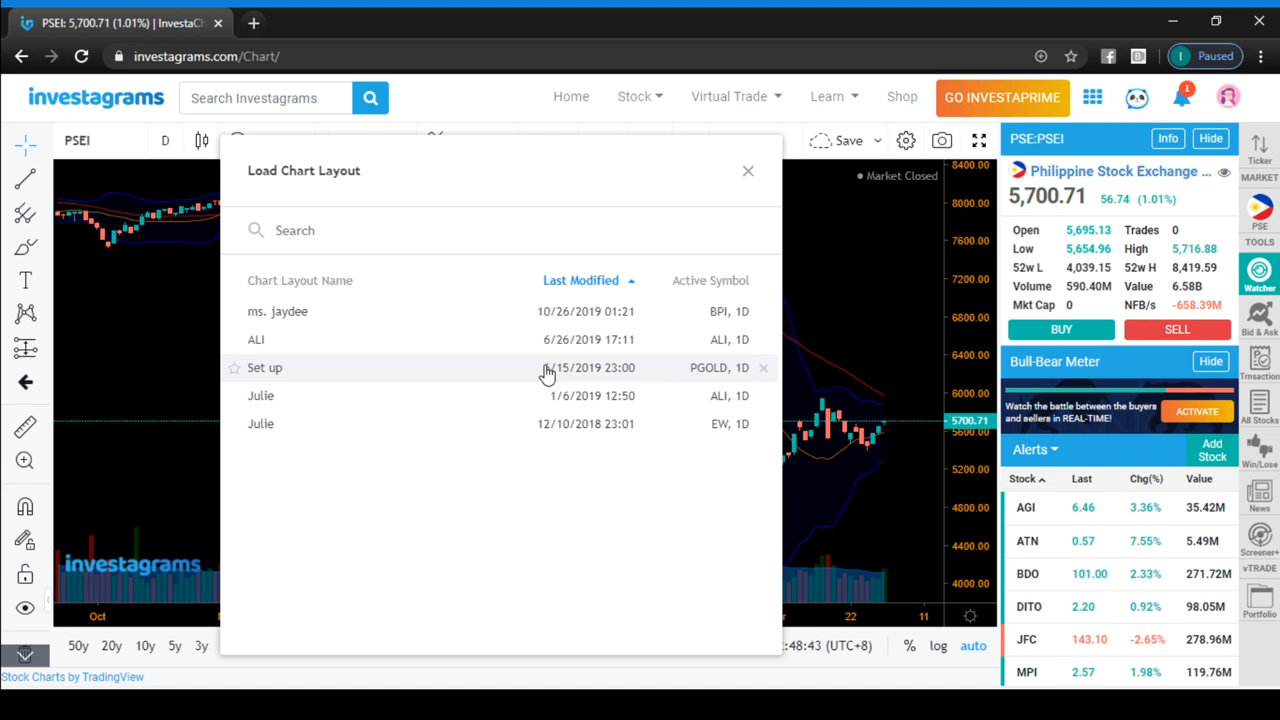 PSEI: 5,700.71 (1.01%) | InvestaCh
investagrams.com/Chart/
I Paused
investagrams
Search Investagrams
Home Stock Virtual Trade Learn Shop
GO INVESTAPRIME
1
PSEI D
Save
Load Chart Layout
Search
Chart Layout Name Last Modified Active Symbol
ms. jaydee 10/26/2019 01:21 BPI, 1D
ALI 6/26/2019 17:11 ALI, 1D
Set up /15/2019 23:00 PGOLD, 1D
Julie 1/6/2019 12:50 ALI, 1D
Julie 12/10/2018 23:01 EW, 1D
Market Closed
8400.00
8000.00
7600.00
7200.00
6800.00
6400.00
6000.00
5700.71
5600.00
5200.00
4800.00
4400.00
4000.00
investagrams
Oct
22 11
50y 20y 10y 5y 3y
:48:43 (UTC+8) % log auto
Stock Charts by TradingView
PSE:PSEI Info Hide
Philippine Stock Exchange ...
5,700.71 56.74 (1.01%)
Open 5,695.13 Trades 0
Low 5,654.96 High 5,716.88
52w L 4,039.15 52w H 8,419.59
Volume 590.40M Value 6.58B
Mkt Cap 0 NFB/s -658.39M
BUY SELL
Bull-Bear Meter Hide
Watch the battle between the buyers
and sellers in REAL-TIME!
ACTIVATE
Alerts Add
Stock
Stock Last Chg(%) Value
AGI 6.46 3.36% 35.42M
ATN 0.57 7.55% 5.49M
BDO 101.00 2.33% 271.72M
DITO 2.20 0.92% 98.05M
JFC 143.10 -2.65% 278.96M
MPI 2.57 1.98% 119.76M
Ticker
MARKET
PSE
TOOLS
Watcher
Bid & Ask
Trnsaction
All Stocks
Win/Lose
News
Screener+
vTRADE
Portfolio